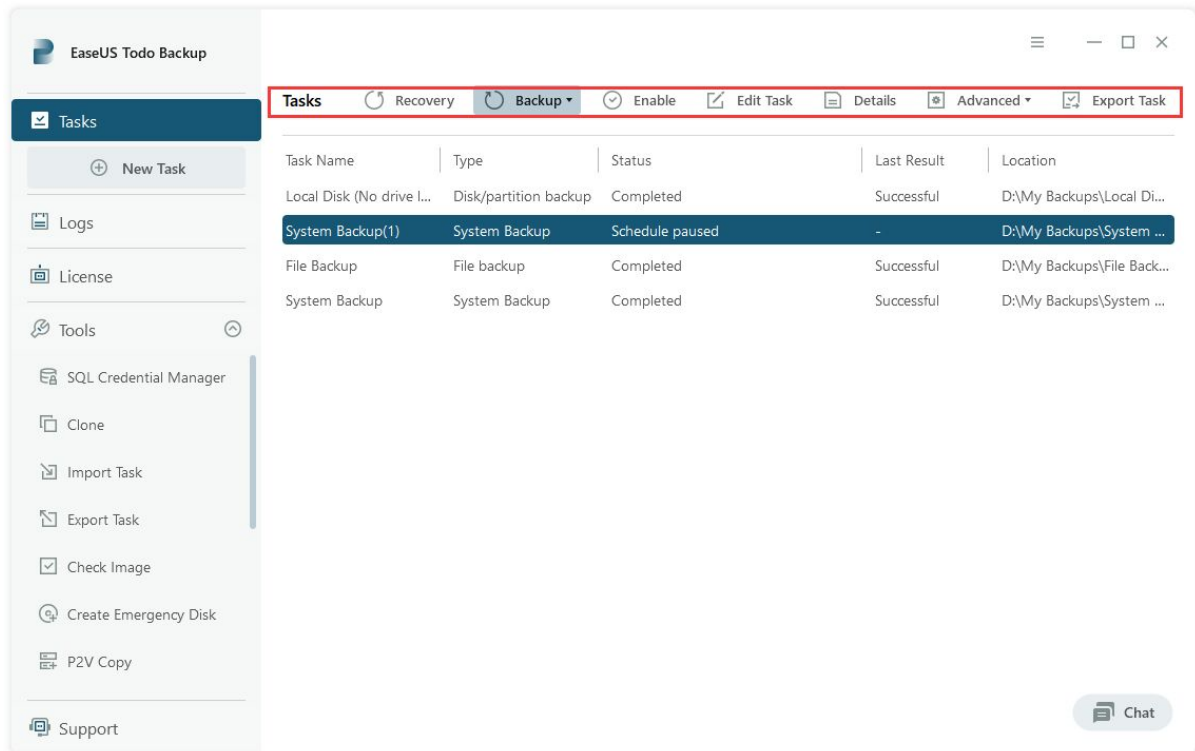 EaseUS Todo Backup
Tasks
New Task
Logs
License
Tools
SQL Credential Manager
Clone
Import Task
Export Task
Check Image
Create Emergency Disk
P2V Copy
Support
Tasks Recovery Backup Enable Edit Task Details Advanced Export Task
Task Name Type Status Last Result Location
Local Disk (No drive l... Disk/partition backup Completed Successful D:\My Backups\Local Di...
System Backup(1) System Backup Schedule paused - D:\My Backups\System ...
File Backup File backup Completed Successful D:\My Backups\File Back...
System Backup System Backup Completed Successful D:\My Backups\System ...
Chat